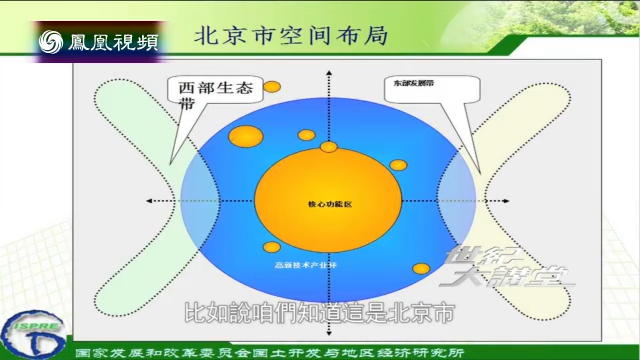 鳳凰視頻
北京市空间布局
西部生态
带
东部发展带
核心功能区
高新技术产业环
世紀
大講堂
比如說咱們知道這是北京市
ISPRE
国家发展和改革委员会国土开发与地区经济研究所